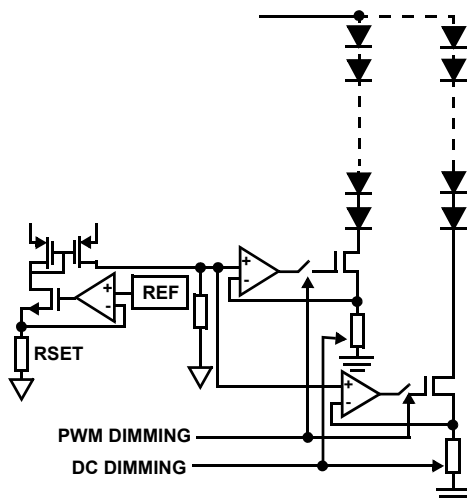 +
-
REF
+
-
RSET
+
-
PWM DIMMING
DC DIMMING